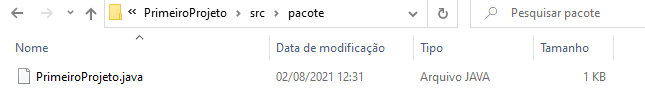 « PrimeiroProjeto > src > pacote
Pesquisar pacote
Nome Data de modificação Tipo Tamanho
PrimeiroProjeto.java 02/08/2021 12:31 Arquivo JAVA 1 KB